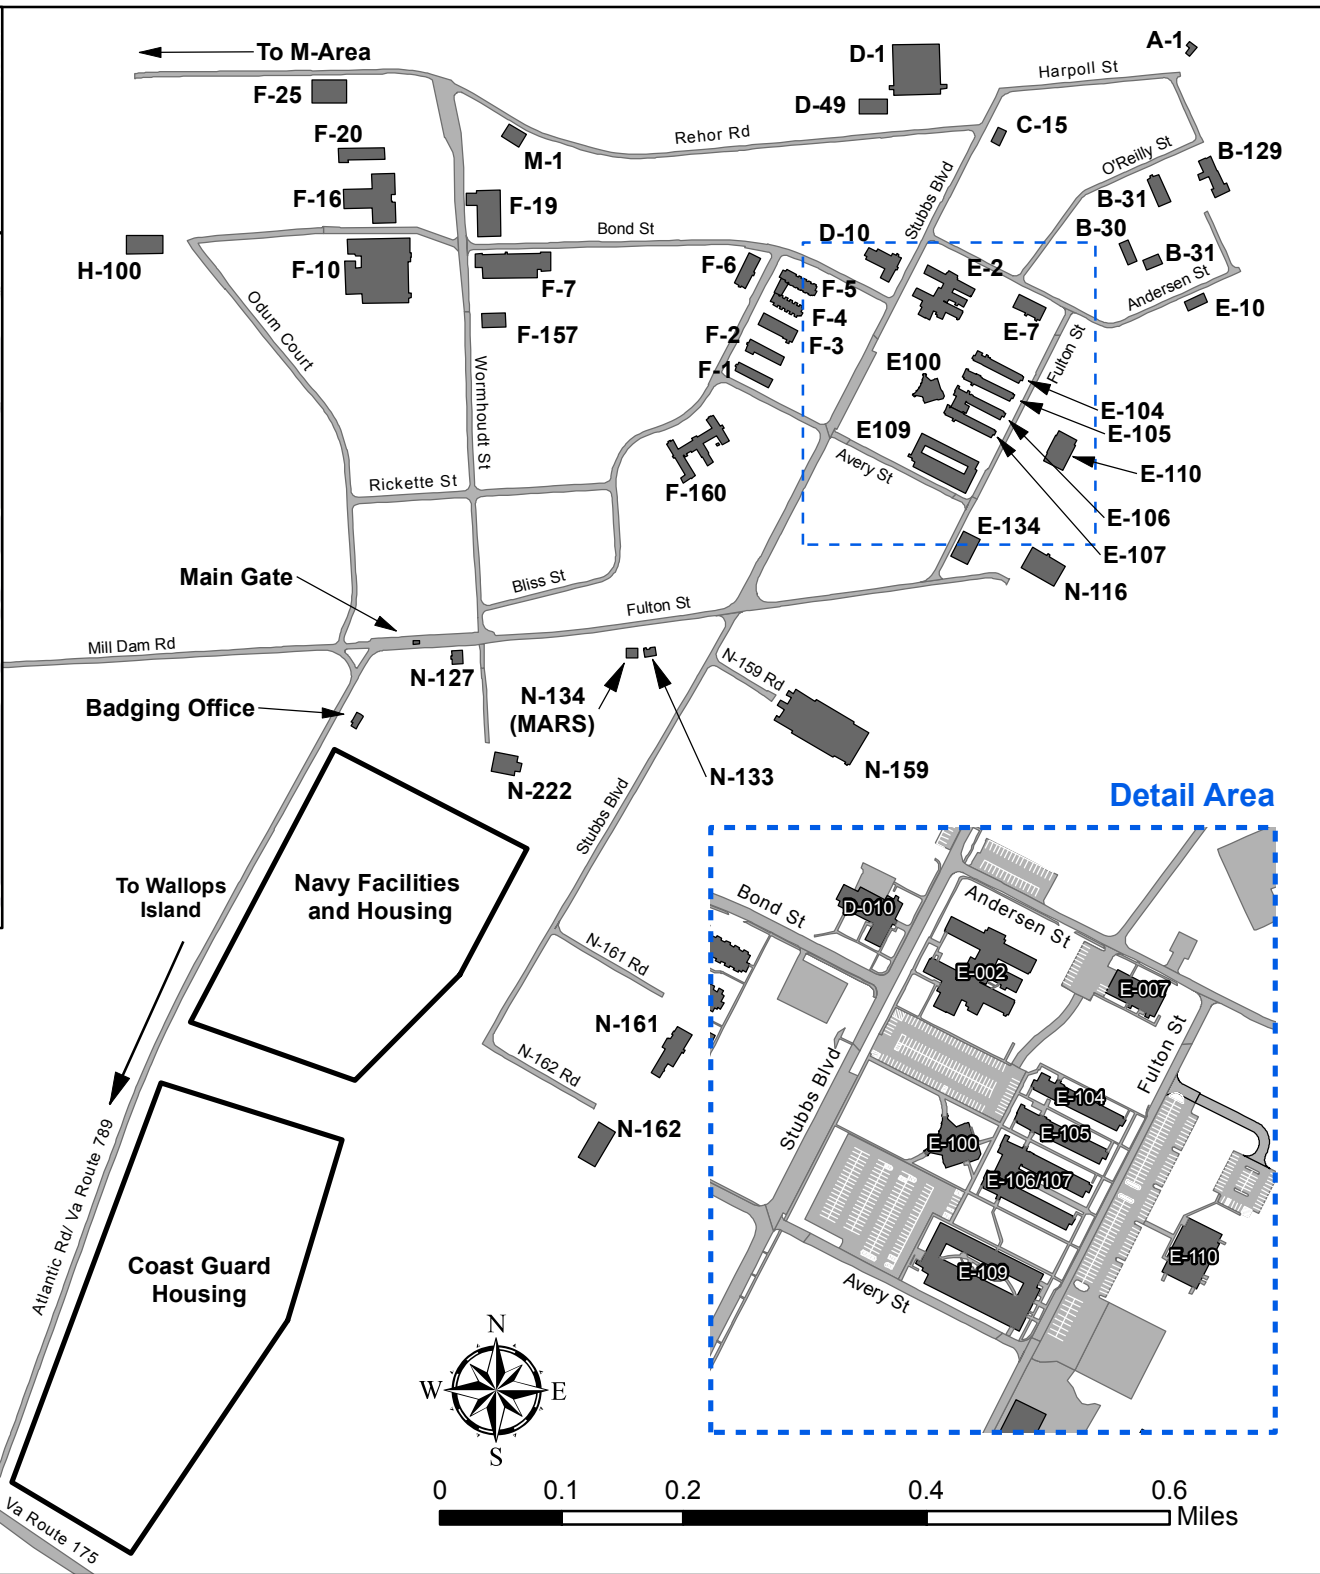 To M-Area
F-25
D-1
A-1
Harpoll St
D-49
C-15
F-20
M-1
Rehor Rd
O'Reilly St
B-129
F-16
F-19
Stubbs Blvd
B-31
Bond St
D-10
B-30
H-100
F-10
F-7
F-6
F-5
E-2
B-31
Andersen St
E-10
Odum Court
F-157
F-4
F-2
F-3
E-7
Fulton St
F-1
E100
Wormhoudt St
E-104
E-105
E109
Avery St
E-110
Rickette St
F-160
E-106
E-134
E-107
Main Gate
Bliss St
Fulton St
N-116
Mill Dam Rd
N-127
N-134
(MARS)
N-159 Rd
Badging Office
N-133
N-159
N-222
Detail Area
Stubbs Blvd
To Wallops
Island
Navy Facilities
and Housing
N-161 Rd
N-161
N-162 Rd
N-162
Atlantic Rd/ Va Route 789
Coast Guard
Housing
Va Route 175
Bond St
D-010
Andersen St
E-002
E-007
Fulton St
Stubbs Blvd
E-104
E-105
E-100
E-106/107
E-110
E-109
Avery St
N
W
E
S
0 0.1 0.2 0.4 0.6
Miles